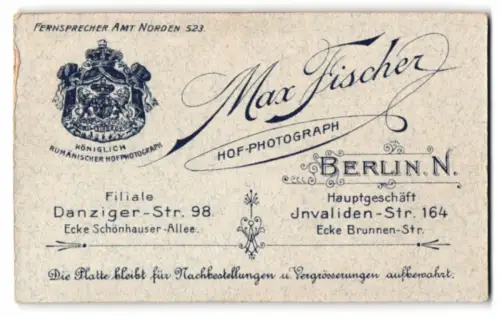 Fernsprecher Amt Norden 523.
Max Fischer
Hof-Photograph
Königlich
Rumänischer Hofphotograph
Berlin. N.
Filiale
Danziger-Str. 98.
Ecke Schönhauser-Allee.
Hauptgeschäft
Jnvaliden-Str. 164
Ecke Brunnen-Str.
Die Platte bleibt für Nachbestellungen u. Vergrösserungen aufbewahrt.